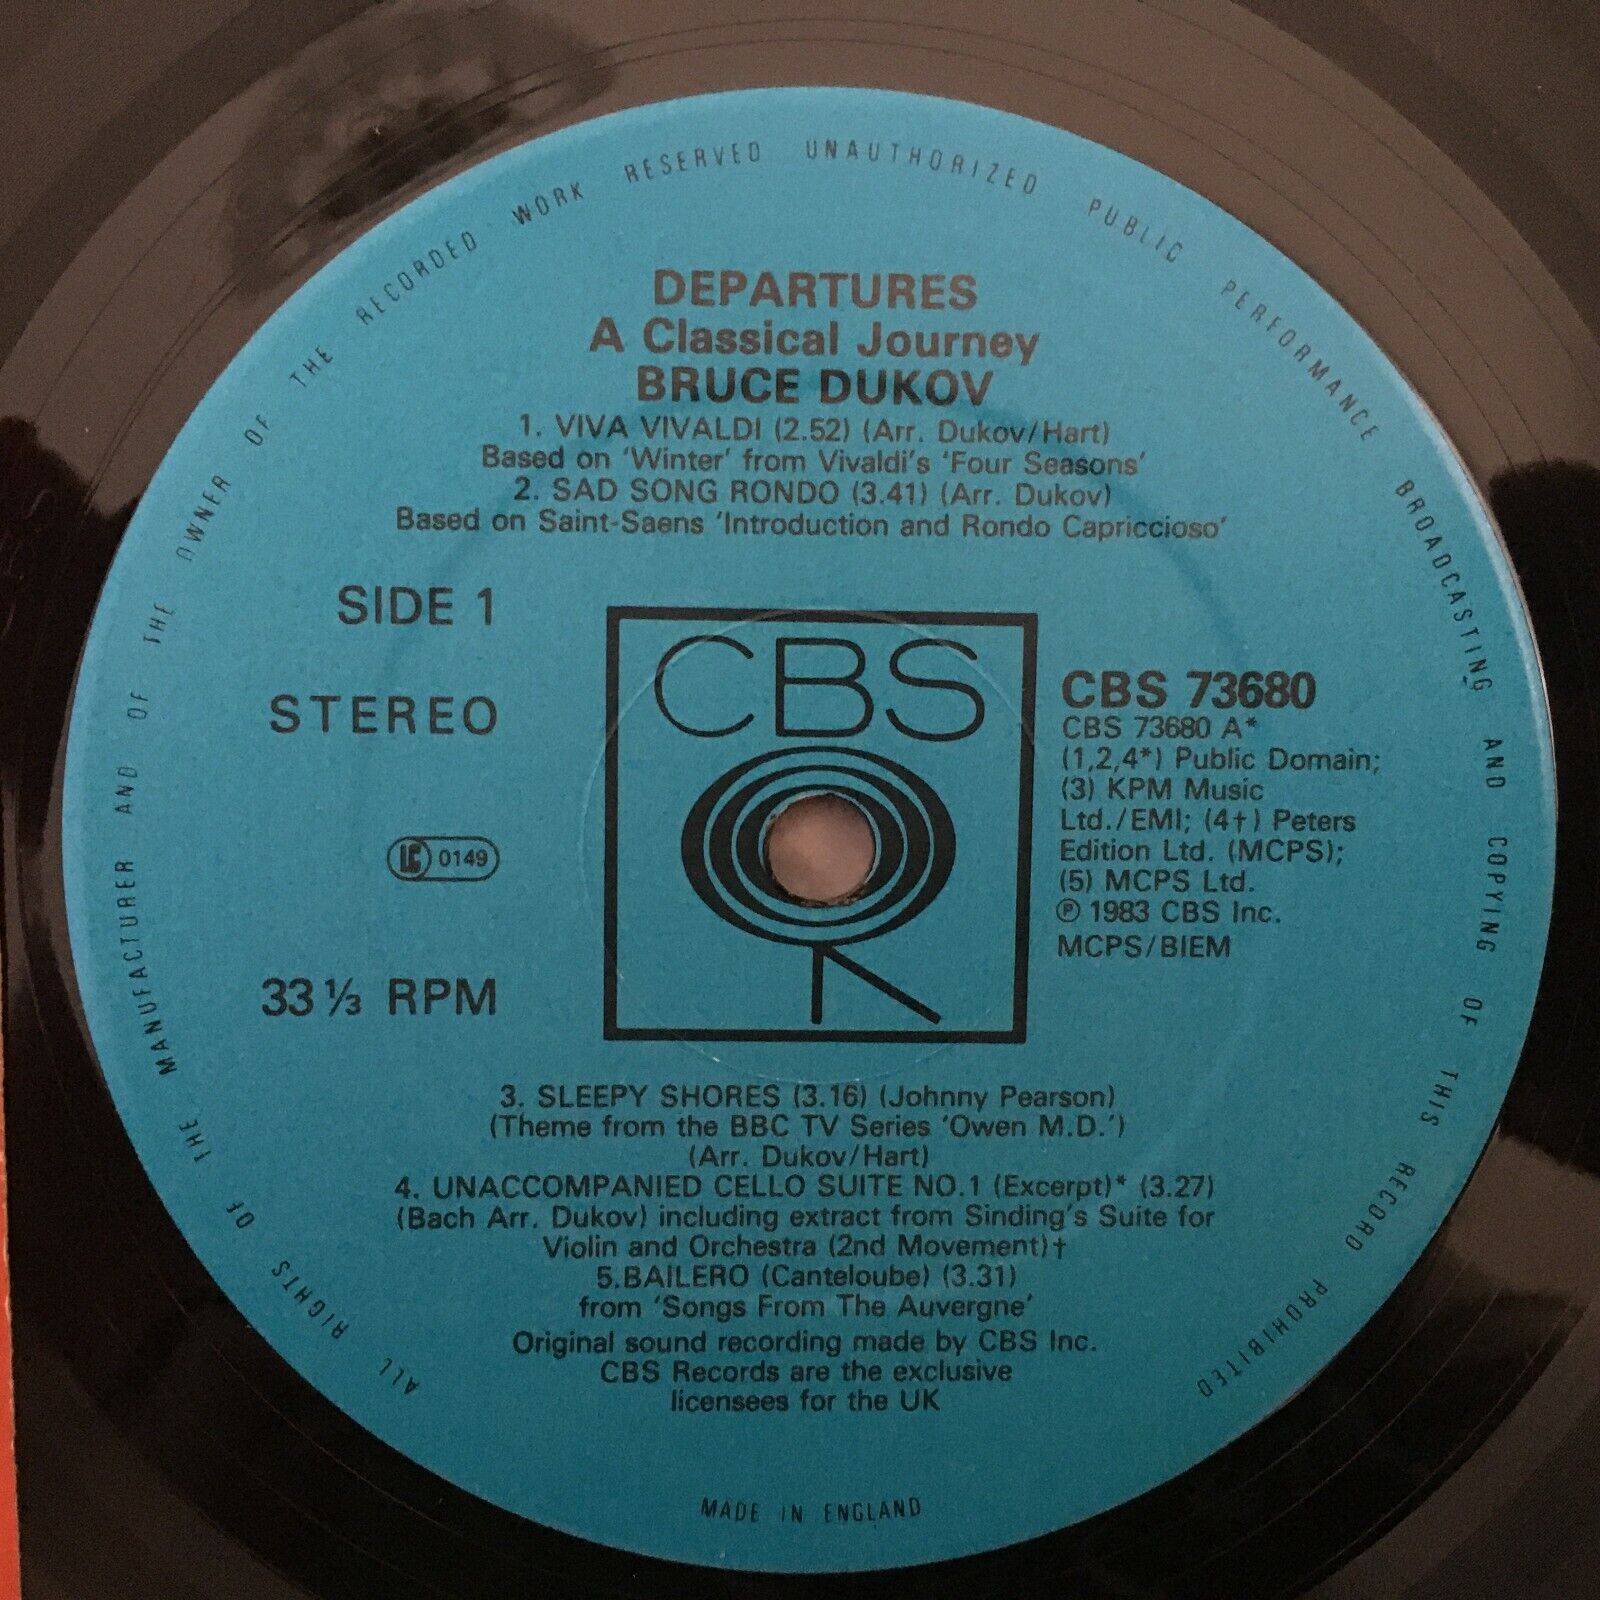 ALL RIGHTS OF THE MANUFACTURER AND OF THE OWNER OF THE RECORDED WORK RESERVED UNAUTHORIZED PUBLIC PERFORMANCE BROADCASTING AND COPYING OF THIS RECORD PROHIBITED
DEPARTURES
A Classical Journey
BRUCE DUKOV
1. VIVA VIVALDI (2.52) (Arr. Dukov/Hart)
Based on 'Winter' from Vivaldi's 'Four Seasons'
2. SAD SONG RONDO (3.41) (Arr. Dukov)
Based on Saint-Saens 'Introduction and Rondo Capriccioso'
SIDE 1
STEREO
LC 0149
33 ⅓ RPM
CBS
CBS 73680
CBS 73680 A*
(1,2,4*) Public Domain;
(3) KPM Music
Ltd./EMI; (4†) Peters
Edition Ltd. (MCPS);
(5) MCPS Ltd.
℗ 1983 CBS Inc.
MCPS/BIEM
3. SLEEPY SHORES (3.16) (Johnny Pearson)
(Theme from the BBC TV Series 'Owen M.D.')
(Arr. Dukov/Hart)
4. UNACCOMPANIED CELLO SUITE NO.1 (Excerpt)* (3.27)
(Bach Arr. Dukov) including extract from Sinding's Suite for
Violin and Orchestra (2nd Movement)†
5.BAILERO (Canteloube) (3.31)
from 'Songs From The Auvergne'
Original sound recording made by CBS Inc.
CBS Records are the exclusive
licensees for the UK
MADE IN ENGLAND